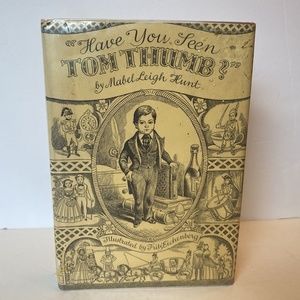 "Have You Seen
TOM THUMB?"
by Mabel Leigh Hunt
Illustrated by Fritz Eichenberg